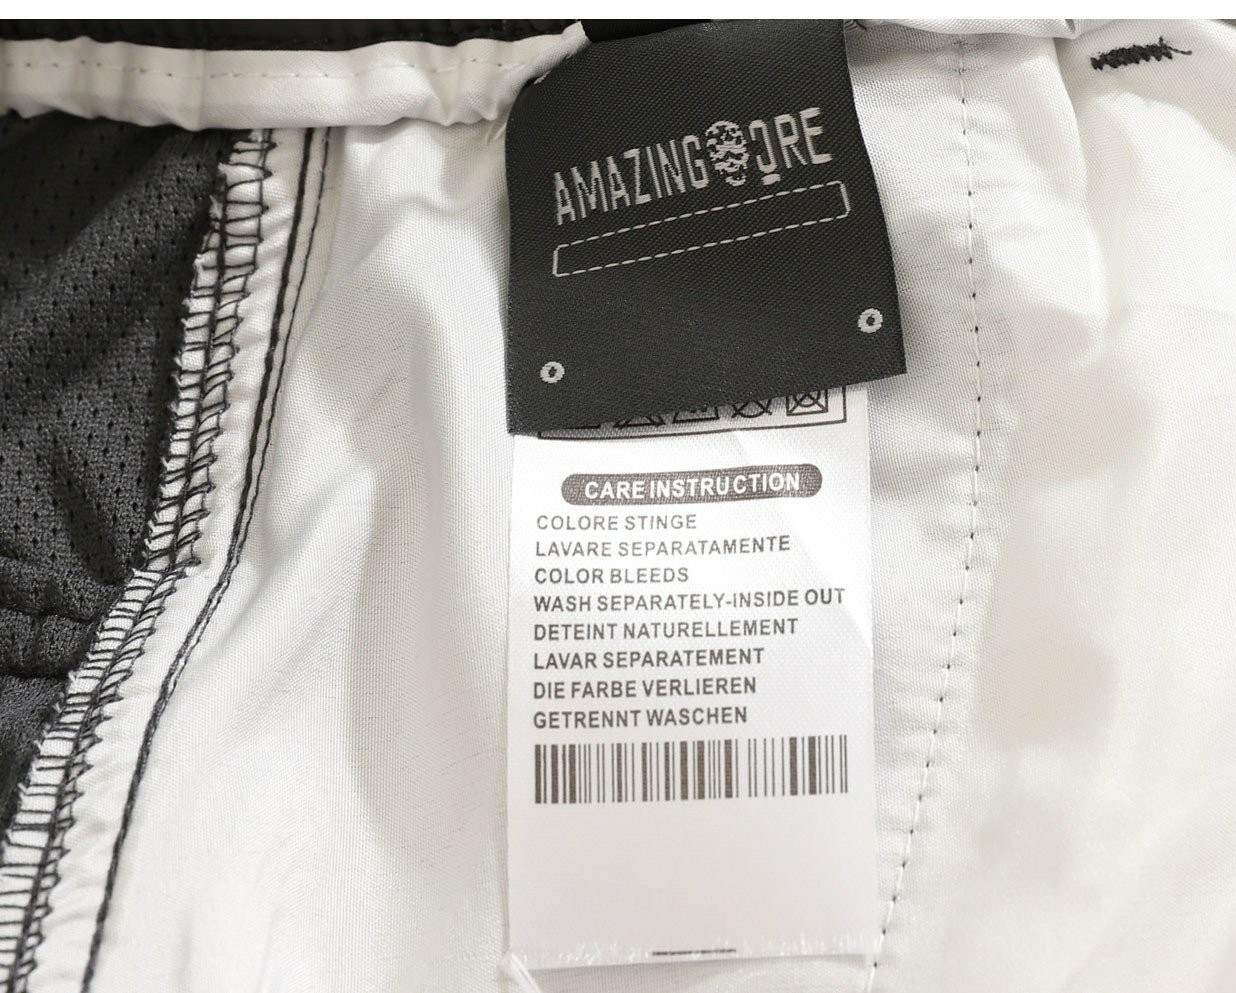 AMAZING ORE
CARE INSTRUCTION
COLORE STINGE
LAVARE SEPARATAMENTE
COLOR BLEEDS
WASH SEPARATELY-INSIDE OUT
DETEINT NATURELLEMENT
LAVAR SEPARATEMENT
DIE FARBE VERLIEREN
GETRENNT WASCHEN